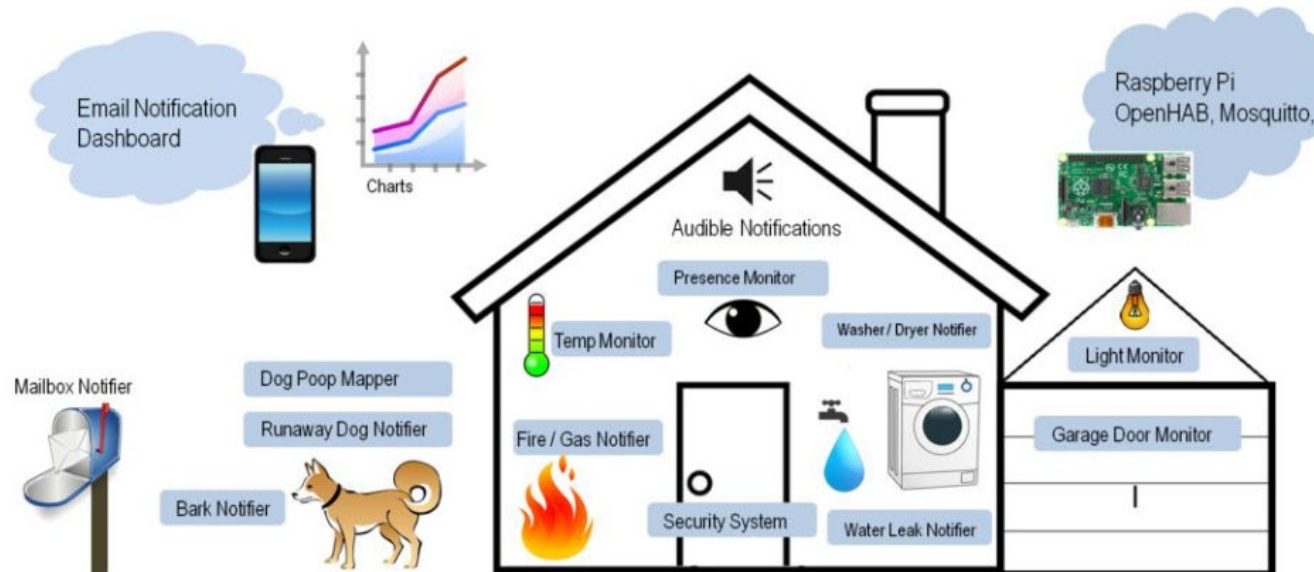 Email Notification
Dashboard
Charts
Raspberry Pi
OpenHAB, Mosquitto,
Audible Notifications
Presence Monitor
Temp Monitor
Washer / Dryer Notifier
Light Monitor
Mailbox Notifier
Dog Poop Mapper
Runaway Dog Notifier
Fire / Gas Notifier
Garage Door Monitor
Bark Notifier
Security System
Water Leak Notifier